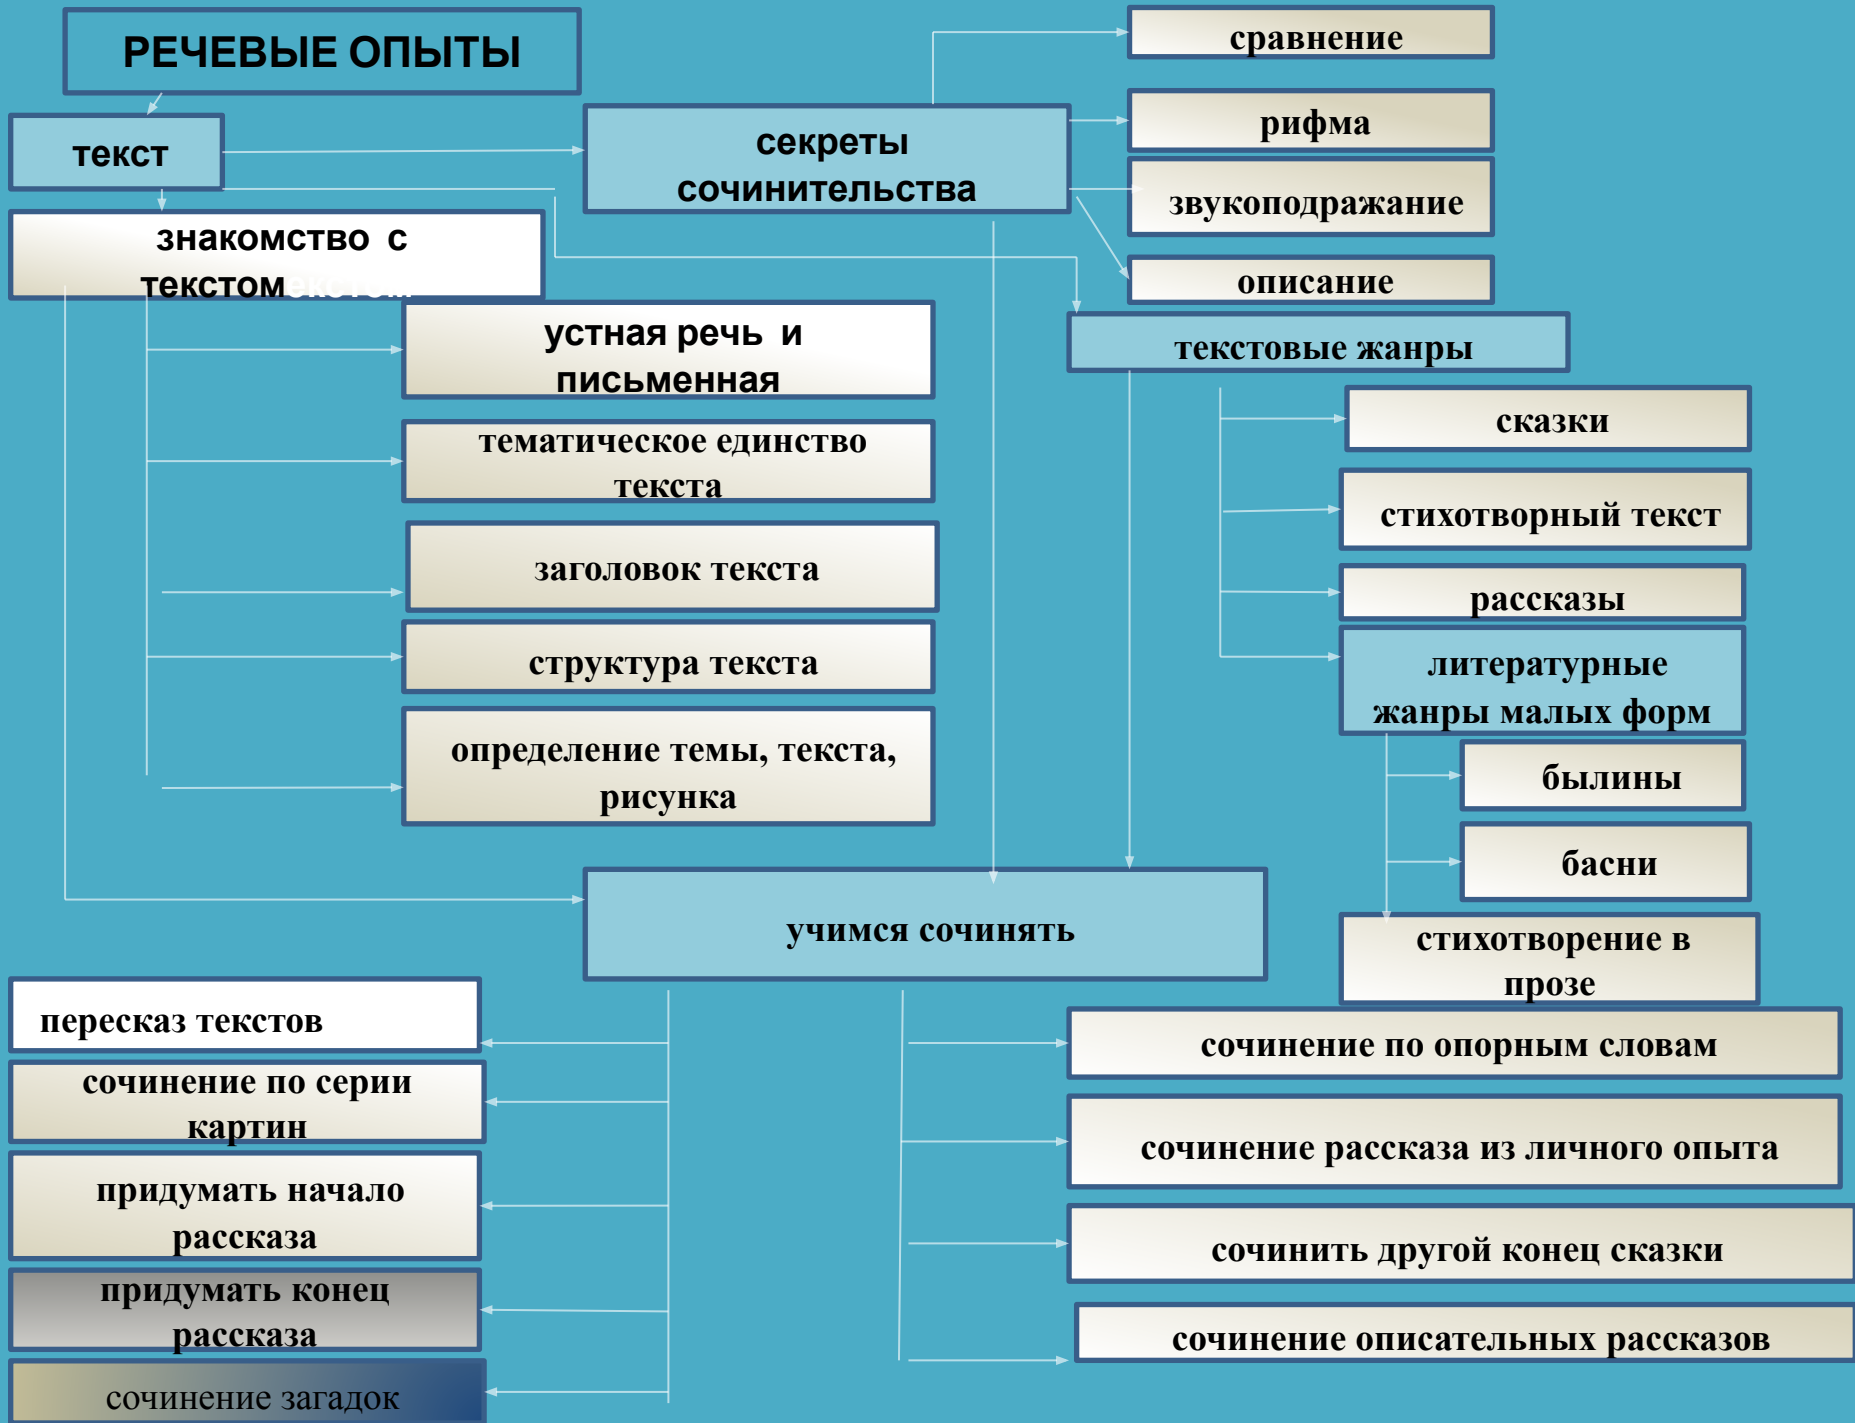 РЕЧЕВЫЕ ОПЫТЫ
текст
знакомство с
текстоместом
устная речь и
письменная
тематическое единство
текста
заголовок текста
структура текста
определение темы, текста,
рисунка
секреты
сочинительства
сравнение
рифма
звукоподражание
описание
текстовые жанры
сказки
стихотворный текст
рассказы
литературные
жанры малых форм
былины
басни
стихотворение в
прозе
учимся сочинять
пересказ текстов
сочинение по серии
картин
придумать начало
рассказа
придумать конец
рассказа
сочинение загадок
сочинение по опорным словам
сочинение рассказа из личного опыта
сочинить другой конец сказки
сочинение описательных рассказов